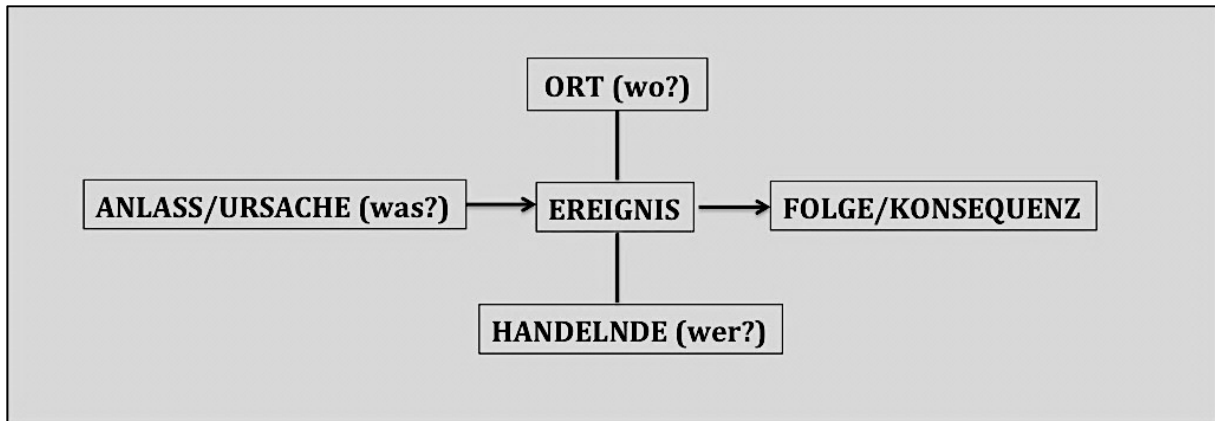 ORT (wo?)
ANLASS/URSACHE (was?)
EREIGNIS
FOLGE/KONSEQUENZ
HANDELNDE (wer?)